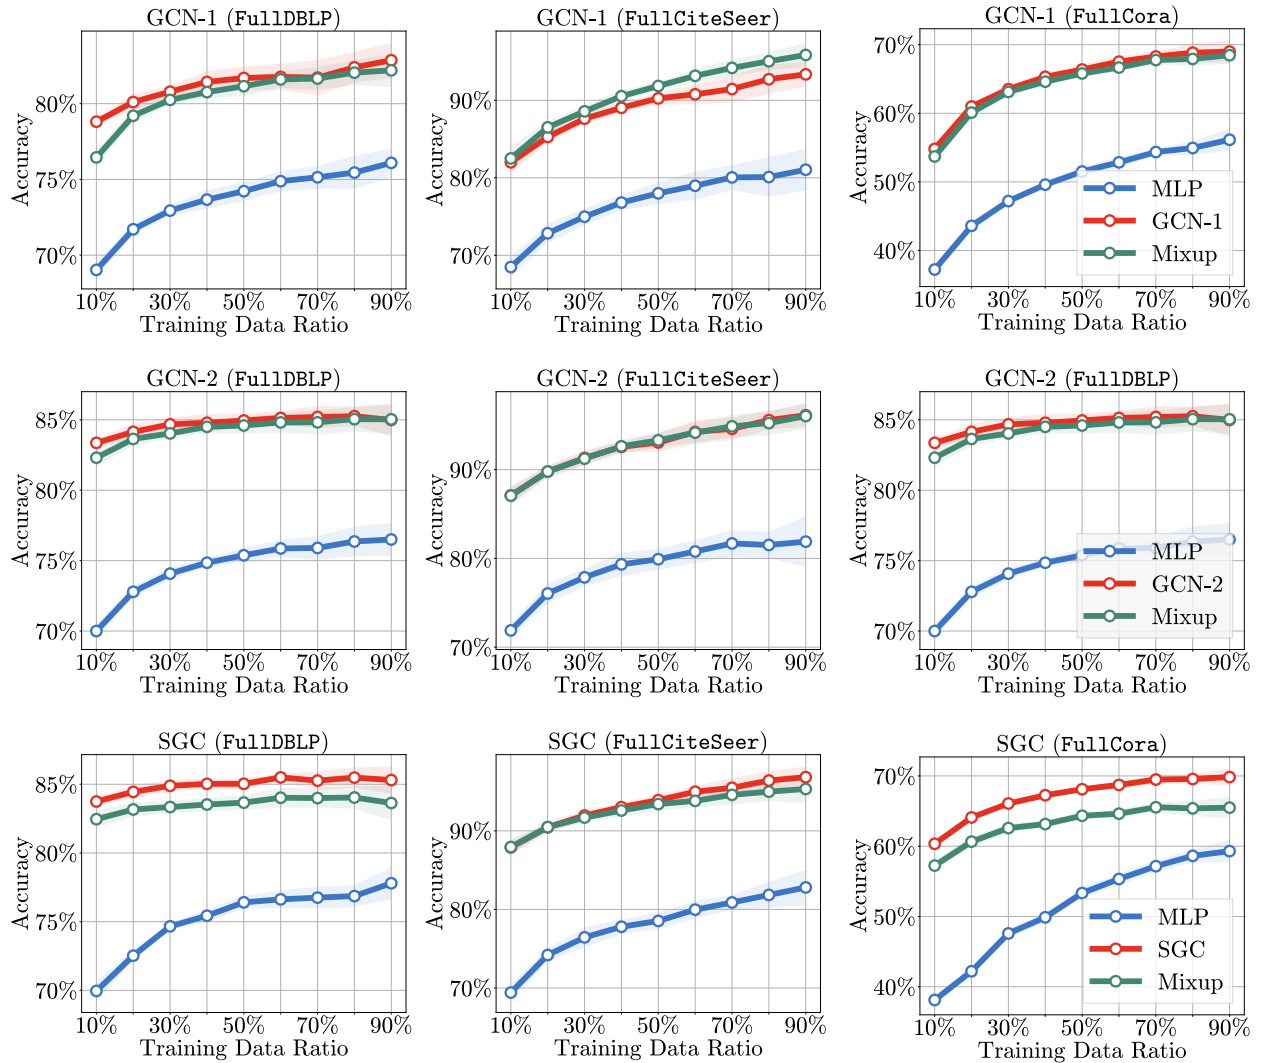 GCN-1 (FullDBLP)
80%
75%
70%
Accuracy
10% 30% 50% 70% 90%
Training Data Ratio
GCN-1 (FullCiteSeer)
90%
80%
70%
Accuracy
10% 30% 50% 70% 90%
Training Data Ratio
GCN-1 (FullCora)
70%
60%
50%
40%
Accuracy
MLP
GCN-1
Mixup
10% 30% 50% 70% 90%
Training Data Ratio
GCN-2 (FullDBLP)
85%
80%
75%
70%
Accuracy
10% 30% 50% 70% 90%
Training Data Ratio
GCN-2 (FullCiteSeer)
90%
80%
70%
Accuracy
10% 30% 50% 70% 90%
Training Data Ratio
GCN-2 (FullDBLP)
85%
80%
75%
70%
Accuracy
MLP
GCN-2
Mixup
10% 30% 50% 70% 90%
Training Data Ratio
SGC (FullDBLP)
85%
80%
75%
70%
Accuracy
10% 30% 50% 70% 90%
Training Data Ratio
SGC (FullCiteSeer)
90%
80%
70%
Accuracy
10% 30% 50% 70% 90%
Training Data Ratio
SGC (FullCora)
70%
60%
50%
40%
Accuracy
MLP
SGC
Mixup
10% 30% 50% 70% 90%
Training Data Ratio